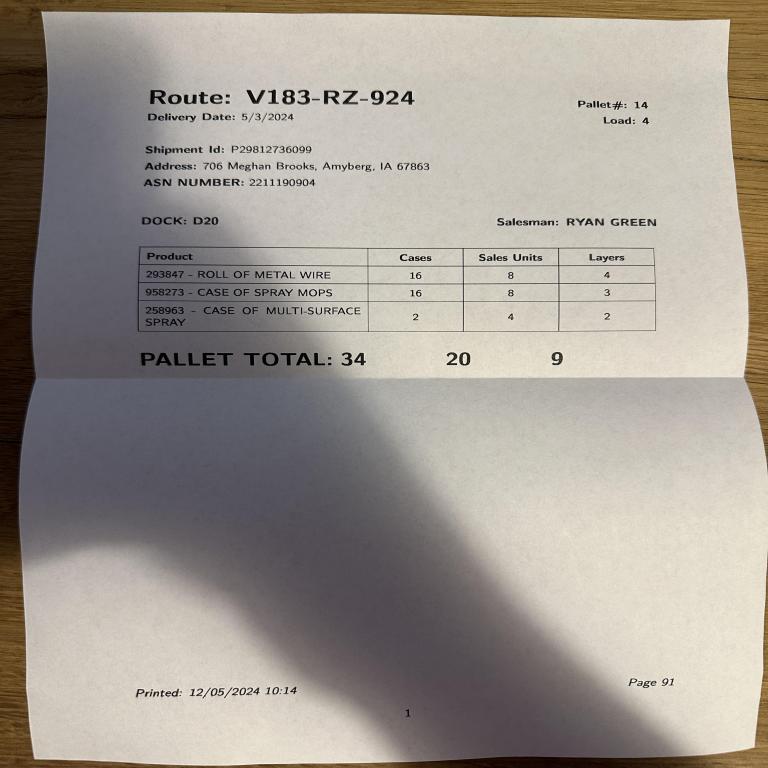 Route: V183-RZ-924
Pallet#: 14
Delivery Date: 5/3/2024
Load: 4
Shipment Id: P29812736099
Address: 706 Meghan Brooks, Amyberg, IA 67863
ASN NUMBER: 2211190904
DOCK: D20 Salesman: RYAN GREEN
Product Cases Sales Units Layers
293847 - ROLL OF METAL WIRE 16 8 4
958273 - CASE OF SPRAY MOPS 16 8 3
258963 - CASE OF MULTI-SURFACE SPRAY 2 4 2
PALLET TOTAL: 34 20 9
Printed: 12/05/2024 10:14
Page 91
1